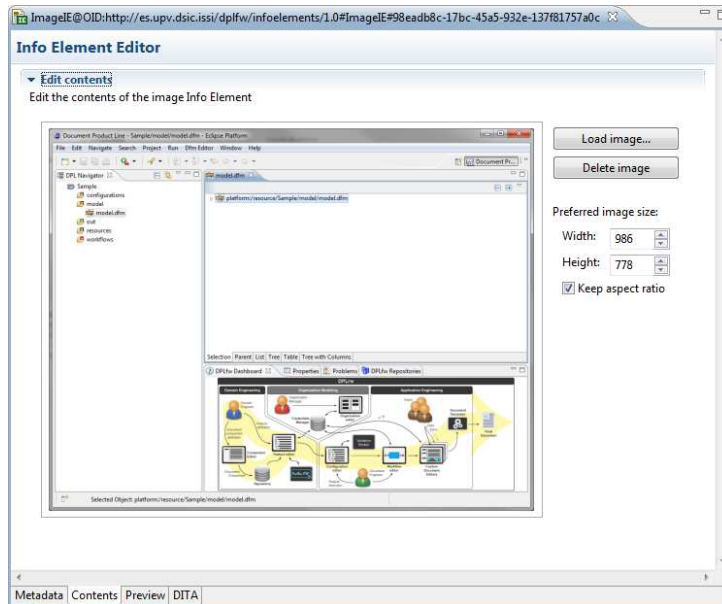 ImageIE@OID:http://es.upv.dsic.issi/dplfw/infoelements/1.0#ImageIE#98eadb8c-17bc-45a5-932e-137f81757a0c
Info Element Editor
Edit contents
Edit the contents of the image Info Element
Document Product Line - Sample/model/model.dfm - Eclipse Platform
File Edit Navigate Search Project Run Dfm Editor Window Help
Document Pr...
DPL Navigator
model.dfm
Sample
configurations
model
model.dfm
out
resources
workflows
platform:/resource/Sample/model/model.dfm
Selection Parent List Tree Table Tree with Columns
DPLfw Dashboard Properties Problems DPLfw Repositories
DPLfw
Domain Engineering
Application Engineering
Selected Object: platform:/resource/Sample/model/model.dfm
Load image...
Delete image
Preferred image size:
Width: 986
Height: 778
Keep aspect ratio
Metadata Contents Preview DITA